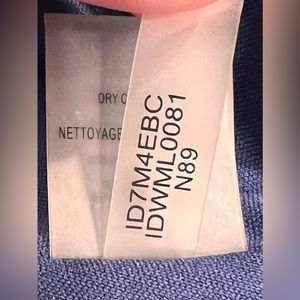 DRY
NETTOYAGE
ID7M4EBC
IDWML0081
N89